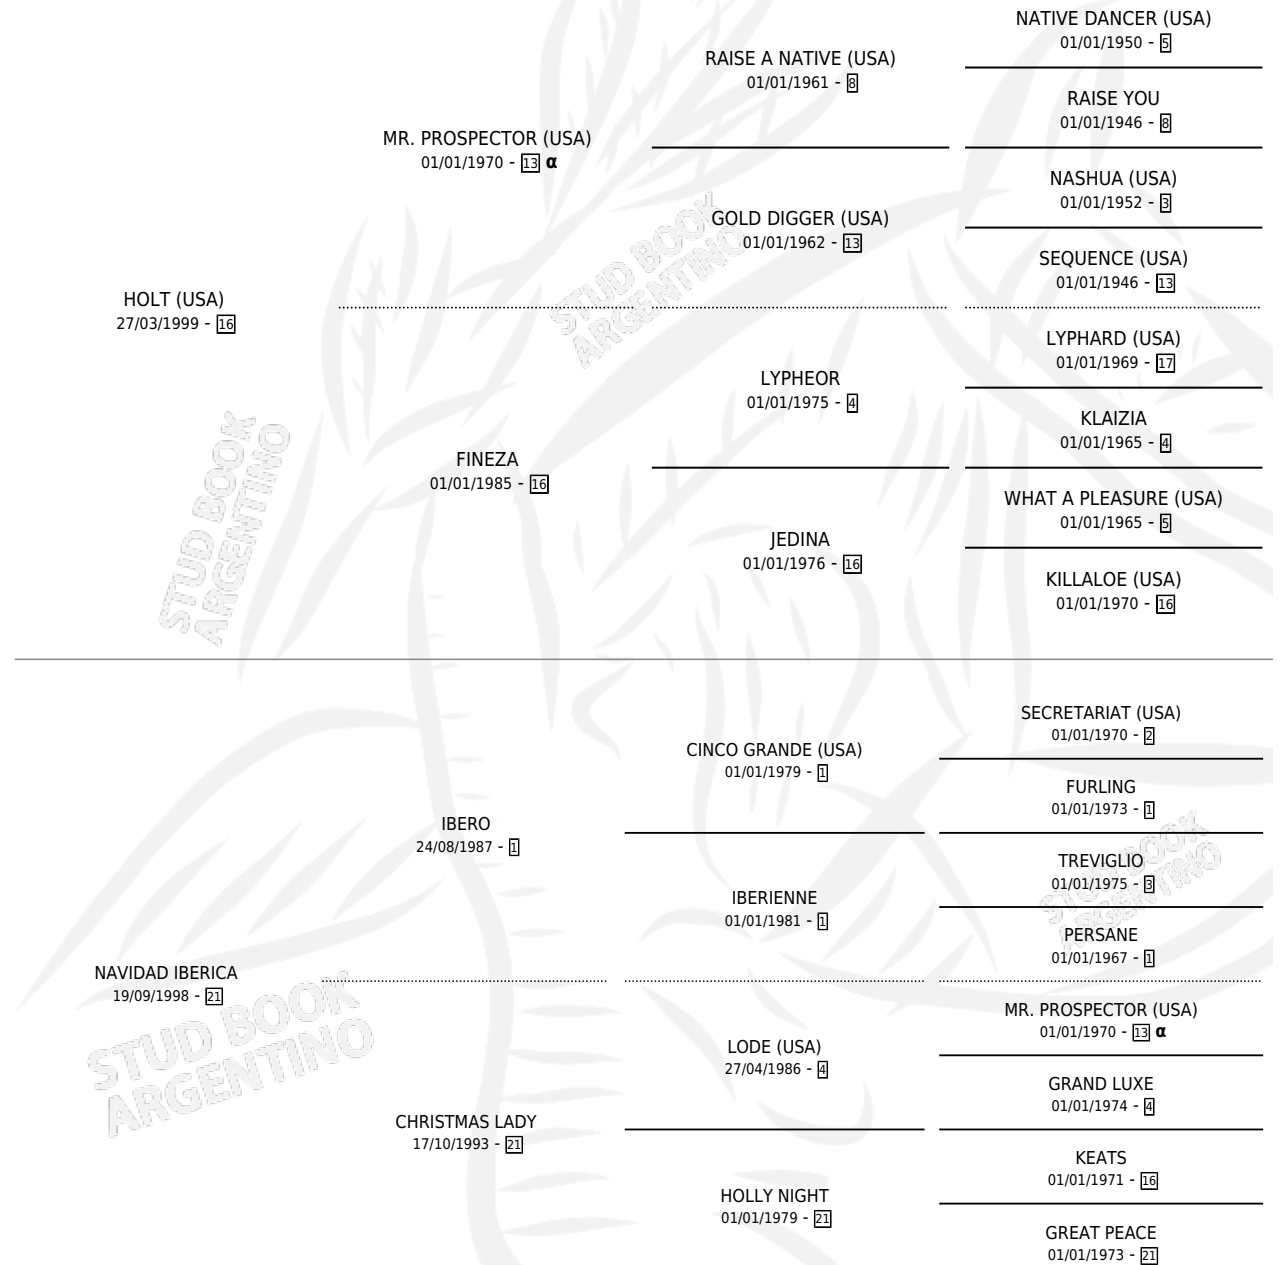 NATIVE DANCER (USA)
01/01/1950 - 5
RAISE A NATIVE (USA)
01/01/1961 - 8
RAISE YOU
01/01/1946 - 8
MR. PROSPECTOR (USA)
01/01/1970 - 13 α
NASHUA (USA)
01/01/1952 - 3
GOLD DIGGER (USA)
01/01/1962 - 13
SEQUENCE (USA)
01/01/1946 - 13
HOLT (USA)
27/03/1999 - 16
LYPHARD (USA)
01/01/1969 - 17
LYPHEOR
01/01/1975 - 4
KLAIZIA
01/01/1965 - 4
FINEZA
01/01/1985 - 16
WHAT A PLEASURE (USA)
01/01/1965 - 5
JEDINA
01/01/1976 - 16
KILLALOE (USA)
01/01/1970 - 16
SECRETARIAT (USA)
01/01/1970 - 2
CINCO GRANDE (USA)
01/01/1979 - 1
FURLING
01/01/1973 - 1
IBERO
24/08/1987 - 1
TREVIGLIO
01/01/1975 - 3
IBERIENNE
01/01/1981 - 1
PERSANE
01/01/1967 - 1
NAVIDAD IBERICA
19/09/1998 - 21
MR. PROSPECTOR (USA)
01/01/1970 - 13 α
LODE (USA)
27/04/1986 - 4
GRAND LUXE
01/01/1974 - 4
CHRISTMAS LADY
17/10/1993 - 21
KEATS
01/01/1971 - 16
HOLLY NIGHT
01/01/1979 - 21
GREAT PEACE
01/01/1973 - 21
STUD BOOK
ARGENTINO
STUD BOOK
ARGENTINO
STUD BOOK
ARGENTINO
STUD BOOK
ARGENTINO